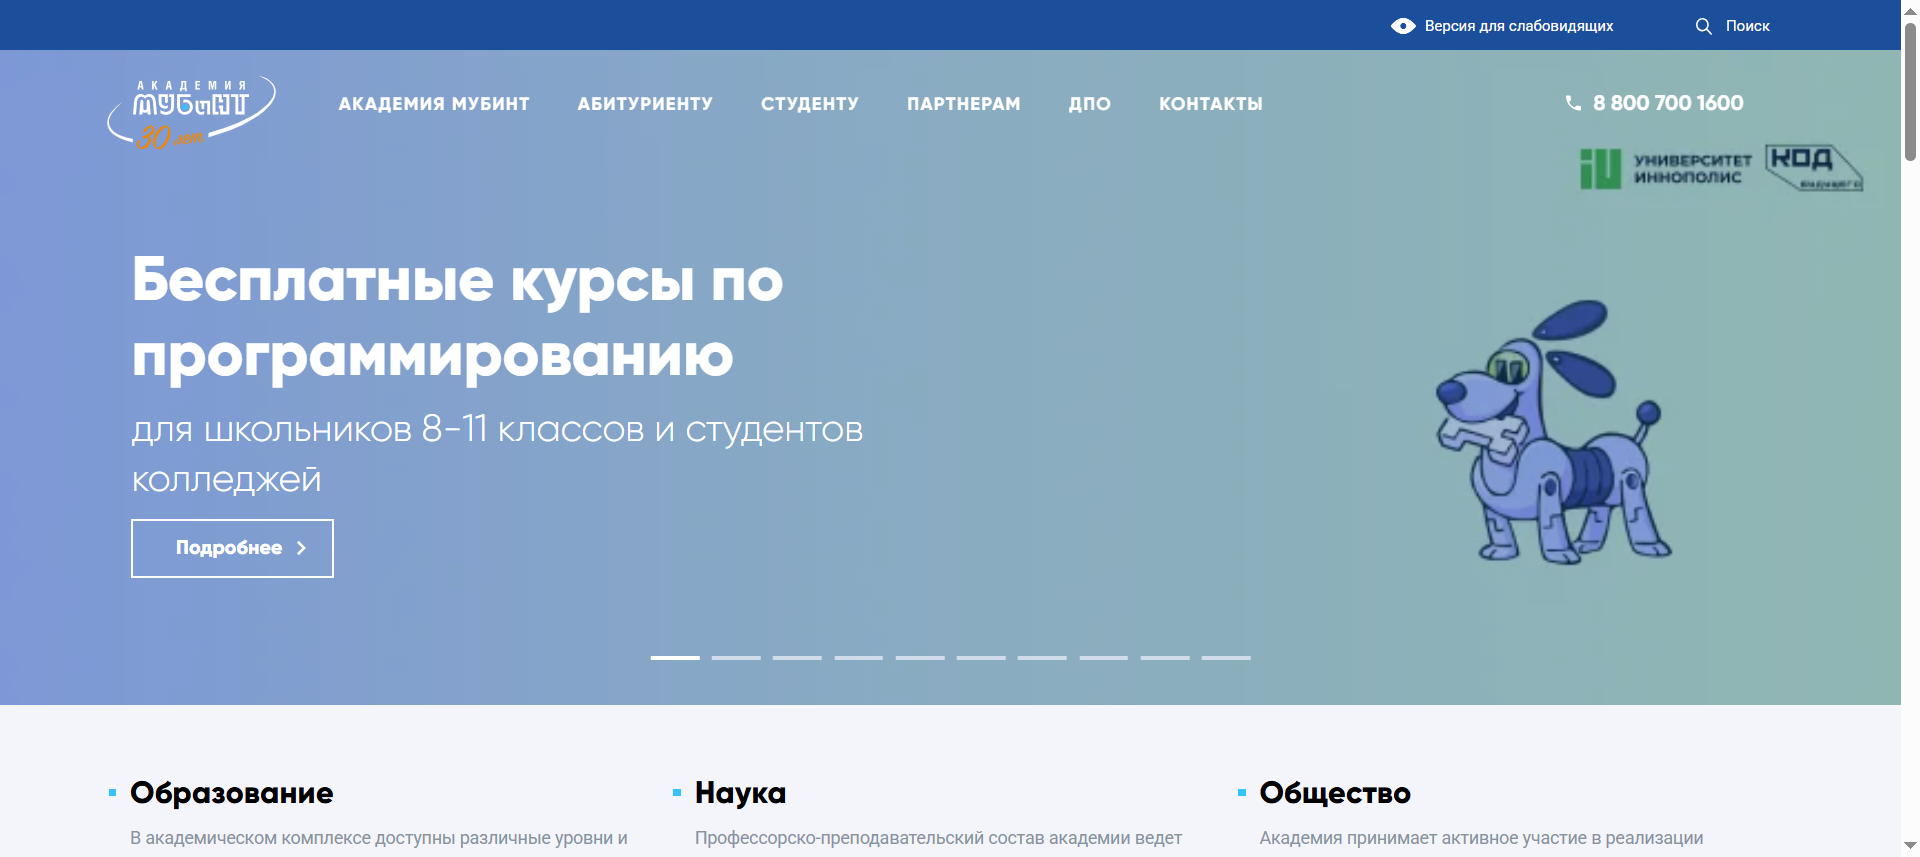 Версия для слабовидящих
Поиск
АКАДЕМИЯ
МУБиНТ
30 лет
АКАДЕМИЯ МУБИНТ
АБИТУРИЕНТУ
СТУДЕНТУ
ПАРТНЕРАМ
ДПО
КОНТАКТЫ
8 800 700 1600
УНИВЕРСИТЕТ
ИННОПОЛИС
КОД
БУДУЩЕГО
Бесплатные курсы по
программированию
для школьников 8-11 классов и студентов
колледжей
Подробнее
Образование
В академическом комплексе доступны различные уровни и
Наука
Профессорско-преподавательский состав академии ведет
Общество
Академия принимает активное участие в реализации